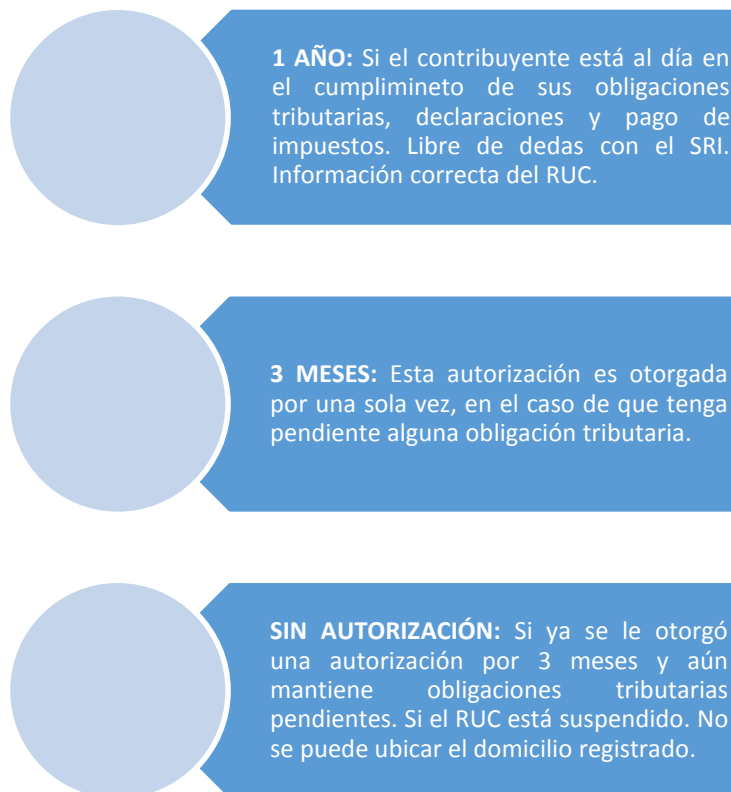 1 AÑO: Si el contribuyente está al día en
el cumplimineto de sus obligaciones
tributarias, declaraciones y pago de
impuestos. Libre de dedas con el SRI.
Información correcta del RUC.
3 MESES: Esta autorización es otorgada
por una sola vez, en el caso de que tenga
pendiente alguna obligación tributaria.
SIN AUTORIZACIÓN: Si ya se le otorgó
una autorización por 3 meses y aún
mantiene obligaciones tributarias
pendientes. Si el RUC está suspendido. No
se puede ubicar el domicilio registrado.